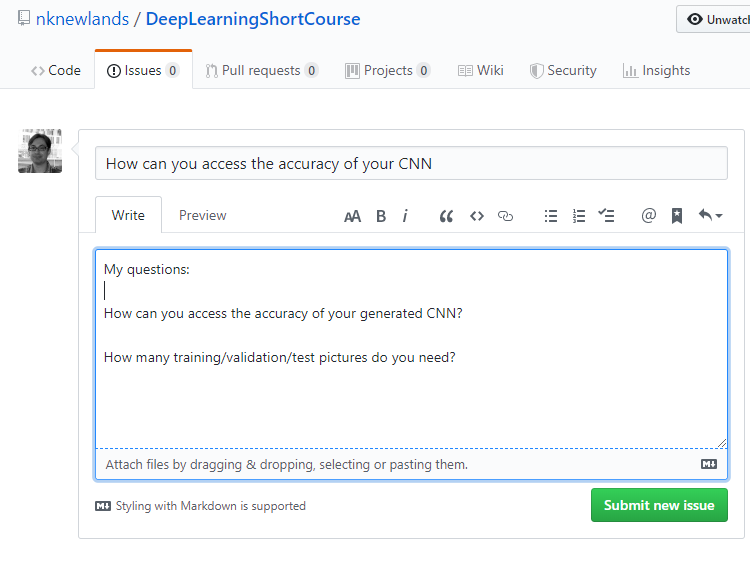 nknewlands / DeepLearningShortCourse
Unwatch
Code
Issues 0
Pull requests 0
Projects 0
Wiki
Security
Insights
How can you access the accuracy of your CNN
Write
Preview
AA B i
My questions:
How can you access the accuracy of your generated CNN?
How many training/validation/test pictures do you need?
Attach files by dragging & dropping, selecting or pasting them.
Styling with Markdown is supported
Submit new issue